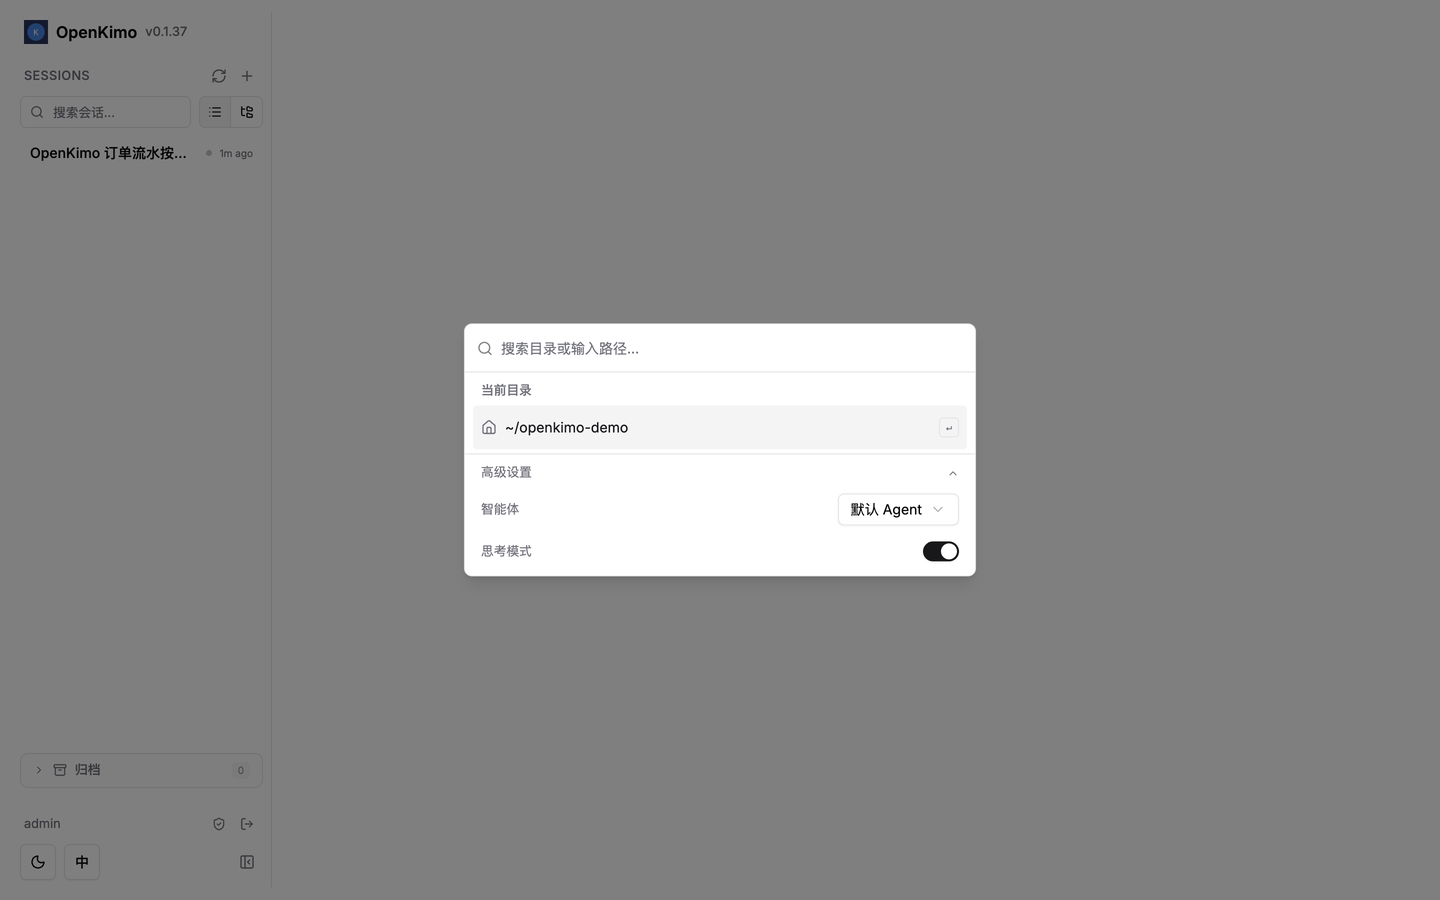 K
OpenKimo v0.1.37
SESSIONS
搜索会话...
OpenKimo 订单流水按... 1m ago
搜索目录或输入路径...
当前目录
~/openkimo-demo
高级设置
智能体
默认 Agent
思考模式
归档 0
admin
中